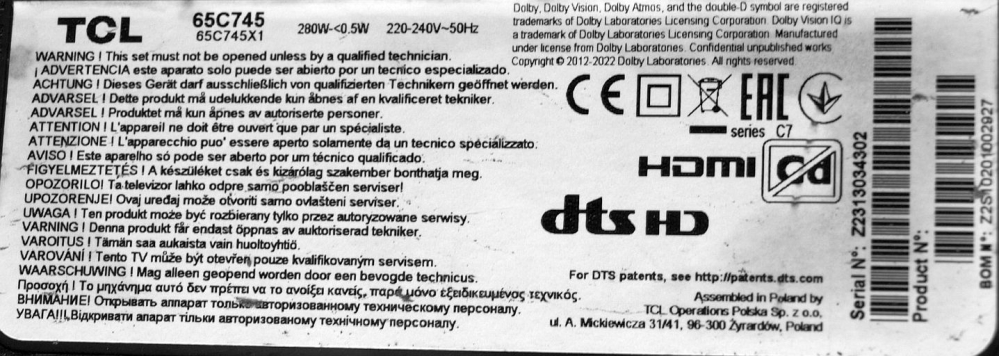 TCL
65C745
65C745X1
280W-<0.5W 220-240V~50Hz
WARNING ! This set must not be opened unless by a qualified technician.
¡ ADVERTENCIA este aparato solo puede ser abierto por un tecnico especializado.
ACHTUNG ! Dieses Gerät darf ausschließlich von qualifizierten Technikern geöffnet werden.
ADVARSEL ! Dette produkt må udelukkende kun åbnes af en kvalificeret tekniker.
ADVARSEL ! Produktet må kun åpnes av autoriserte personer.
ATTENTION ! L'appareil ne doit être ouvert que par un spécialiste.
ATTENZIONE ! L'apparecchio puo' essere aperto solamente da un tecnico spécializzato.
AVISO ! Este aparelho só pode ser aberto por um técnico qualificado.
FIGYELMEZTETÉS ! A készüléket csak és kizárólag szakember bonthatja meg.
OPOZORILO! Ta televizor lahko odpre samo pooblaščen serviser!
UPOZORENJE! Ovaj uređaj može otvoriti samo ovlašteni serviser.
UWAGA ! Ten produkt może być rozbierany tylko przez autoryzowane serwisy.
VARNING ! Denna produkt får endast öppnas av auktoriserad tekniker.
VAROITUS ! Tämän saa aukaista vain huoltoyhtiö.
VAROVÁNÍ ! Tento TV může být otevřen pouze kvalifikovaným servisem.
WAARSCHUWING ! Mag alleen geopend worden door een bevogde technicus.
Προσοχή ! Το μηχάνημα αυτό δεν πρέπει να το ανοίξει κανείς, παρά μόνο εξειδικευμένος τεχνικός.
ВНИМАНИЕ! Открывать аппарат только авторизованному техническому персоналу.
УВАГА!!! Відкривати апарат тільки авторизованому технічному персоналу.
Dolby, Dolby Vision, Dolby Atmos, and the double-D symbol are registered
trademarks of Dolby Laboratories Licensing Corporation. Dolby Vision IQ is
a trademark of Dolby Laboratories Licensing Corporation. Manufactured
under license from Dolby Laboratories. Confidential unpublished works.
Copyright © 2012-2022 Dolby Laboratories. All rights reserved.
CE EAC
series C7
HDMI Cd
dts HD
For DTS patents, see http://patents.dts.com
Assembled in Poland by
TCL Operations Polska Sp. z o.o.
ul. A. Mickiewicza 31/41, 96-300 Żyrardów, Poland
Serial N°: Z2313034302
Product N°:
BOM N°: Z2S10201002927